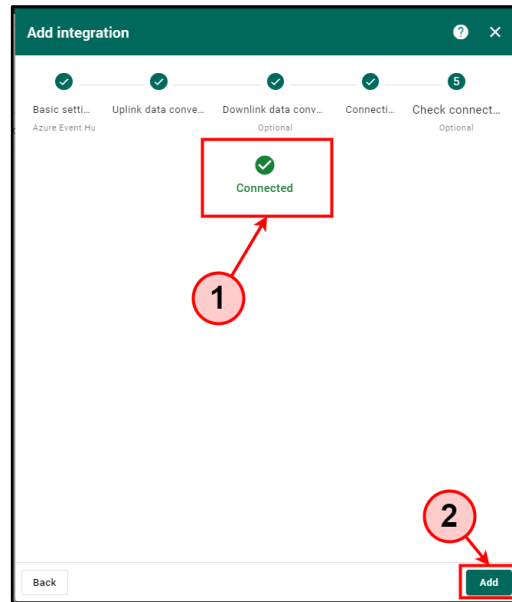 Add integration
?
5
Basic setti... Uplink data conve... Downlink data conv... Connecti... Check connect...
Azure Event Hu Optional Optional
Connected
1
2
Back Add